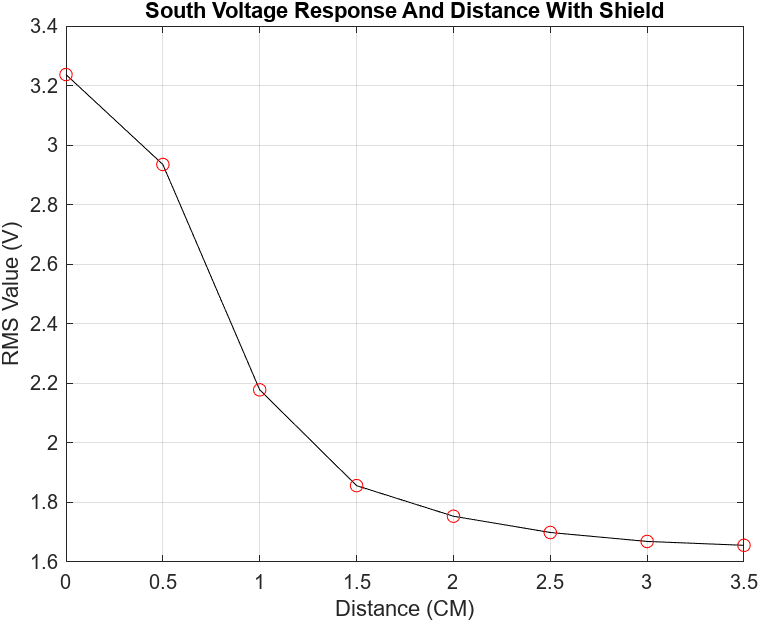 South Voltage Response And Distance With Shield
3.4
3.2
3
2.8
2.6
2.4
2.2
2
1.8
1.6
RMS Value (V)
0 0.5 1 1.5 2 2.5 3 3.5
Distance (CM)